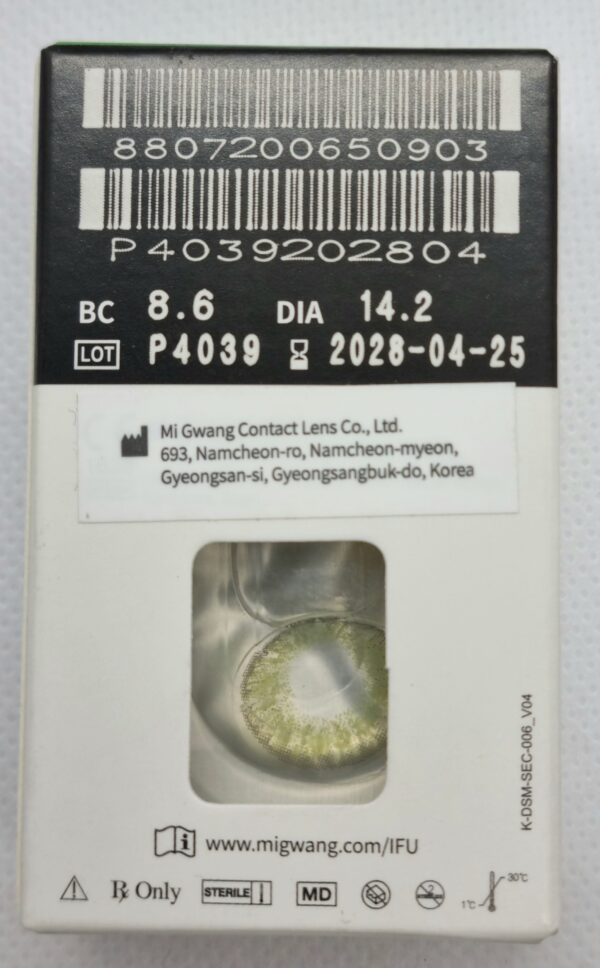 8807200650903
P4039202804
BC 8.6 DIA 14.2
LOT P4039 2028-04-25
Mi Gwang Contact Lens Co., Ltd.
693, Namcheon-ro, Namcheon-myeon,
Gyeongsan-si, Gyeongsangbuk-do, Korea
K-DSM-SEC-006_V04
i www.migwang.com/IFU
℞ Only STERILE MD 2 1℃ 30℃